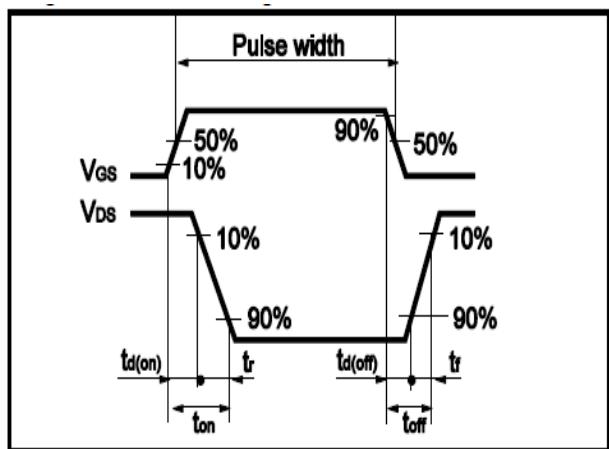 Pulse width
90%
50%
50%
10%
VGS
VDS
10%
10%
90%
90%
td(on)
tr
td(off)
tf
ton
toff